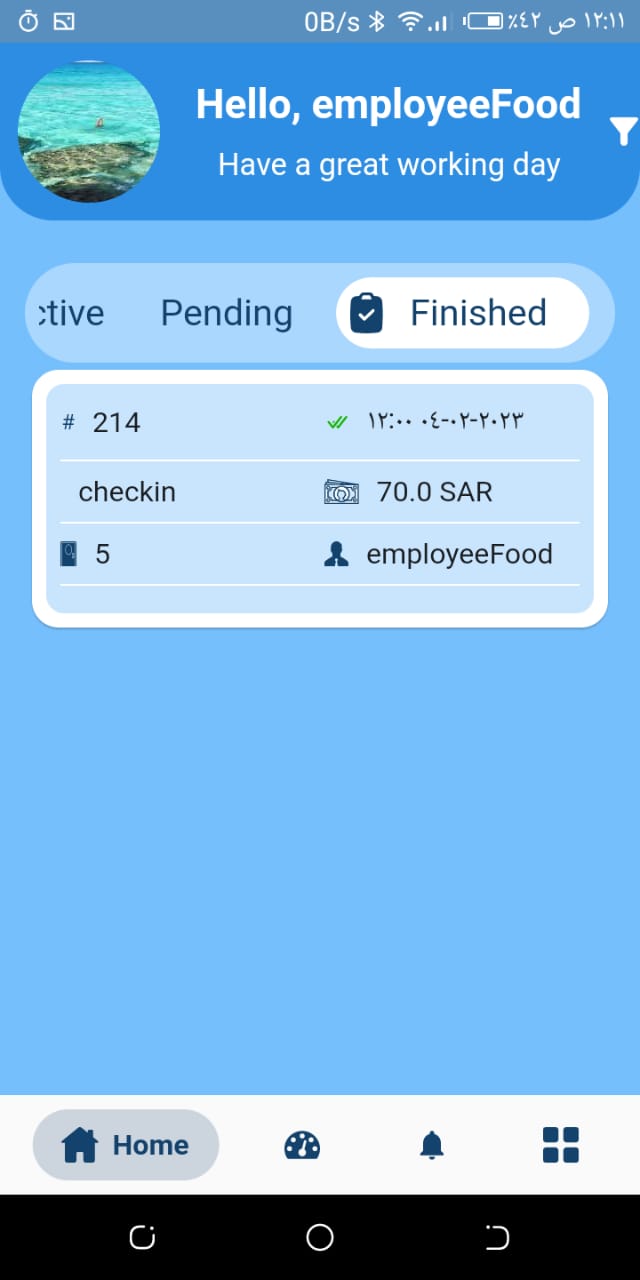 0B/s ٪٤٢ ص ١٢:١١
Hello, employeeFood
Have a great working day
ctive Pending Finished
# 214 ١٢:٠٠ ٠٤-٠٢-٢٠٢٣
checkin 70.0 SAR
5 employeeFood
Home